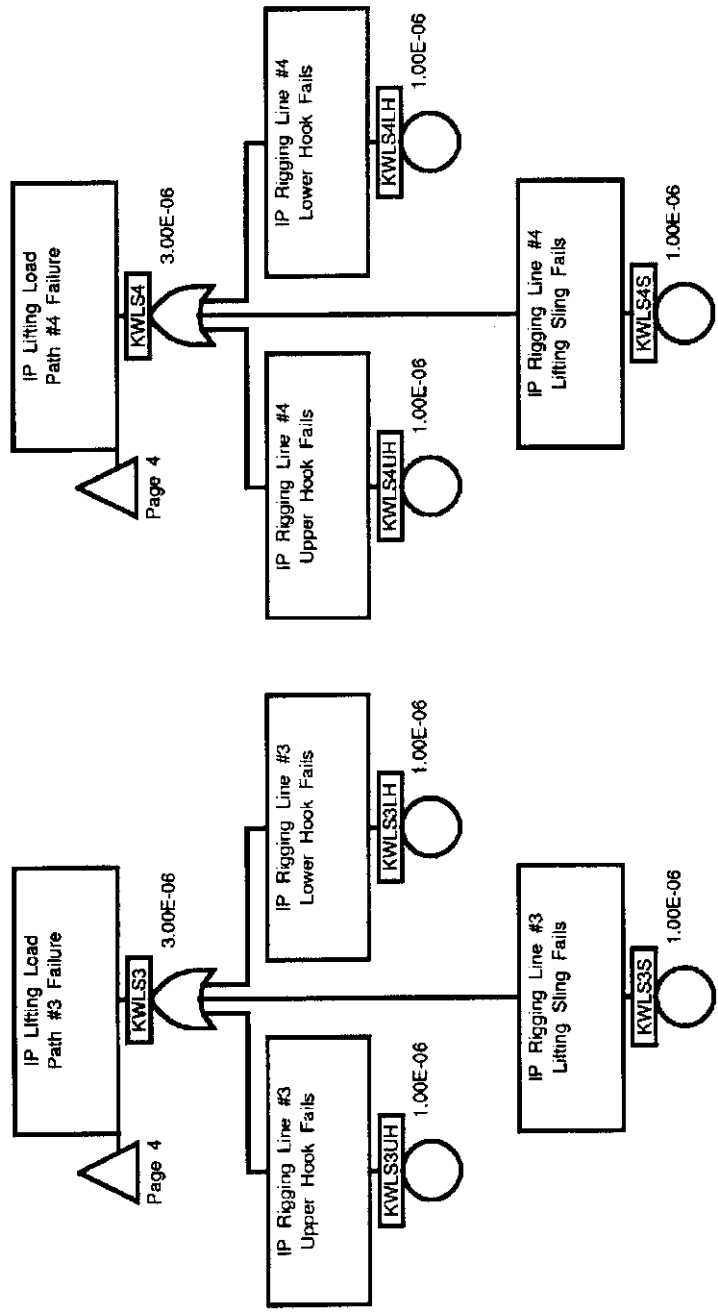 IP Lifting Load
Path #3 Failure
Page 4
KWLS3
3.00E-06
IP Rigging Line #3
Upper Hook Fails
KWLS3UH
1.00E-06
IP Rigging Line #3
Lower Hook Fails
KWLS3LH
1.00E-06
IP Rigging Line #3
Lifting Sling Fails
KWLS3S
1.00E-06
IP Lifting Load
Path #4 Failure
Page 4
KWLS4
3.00E-06
IP Rigging Line #4
Upper Hook Fails
KWLS4UH
1.00E-06
IP Rigging Line #4
Lower Hook Fails
KWLS4LH
1.00E-06
IP Rigging Line #4
Lifting Sling Fails
KWLS4S
1.00E-06